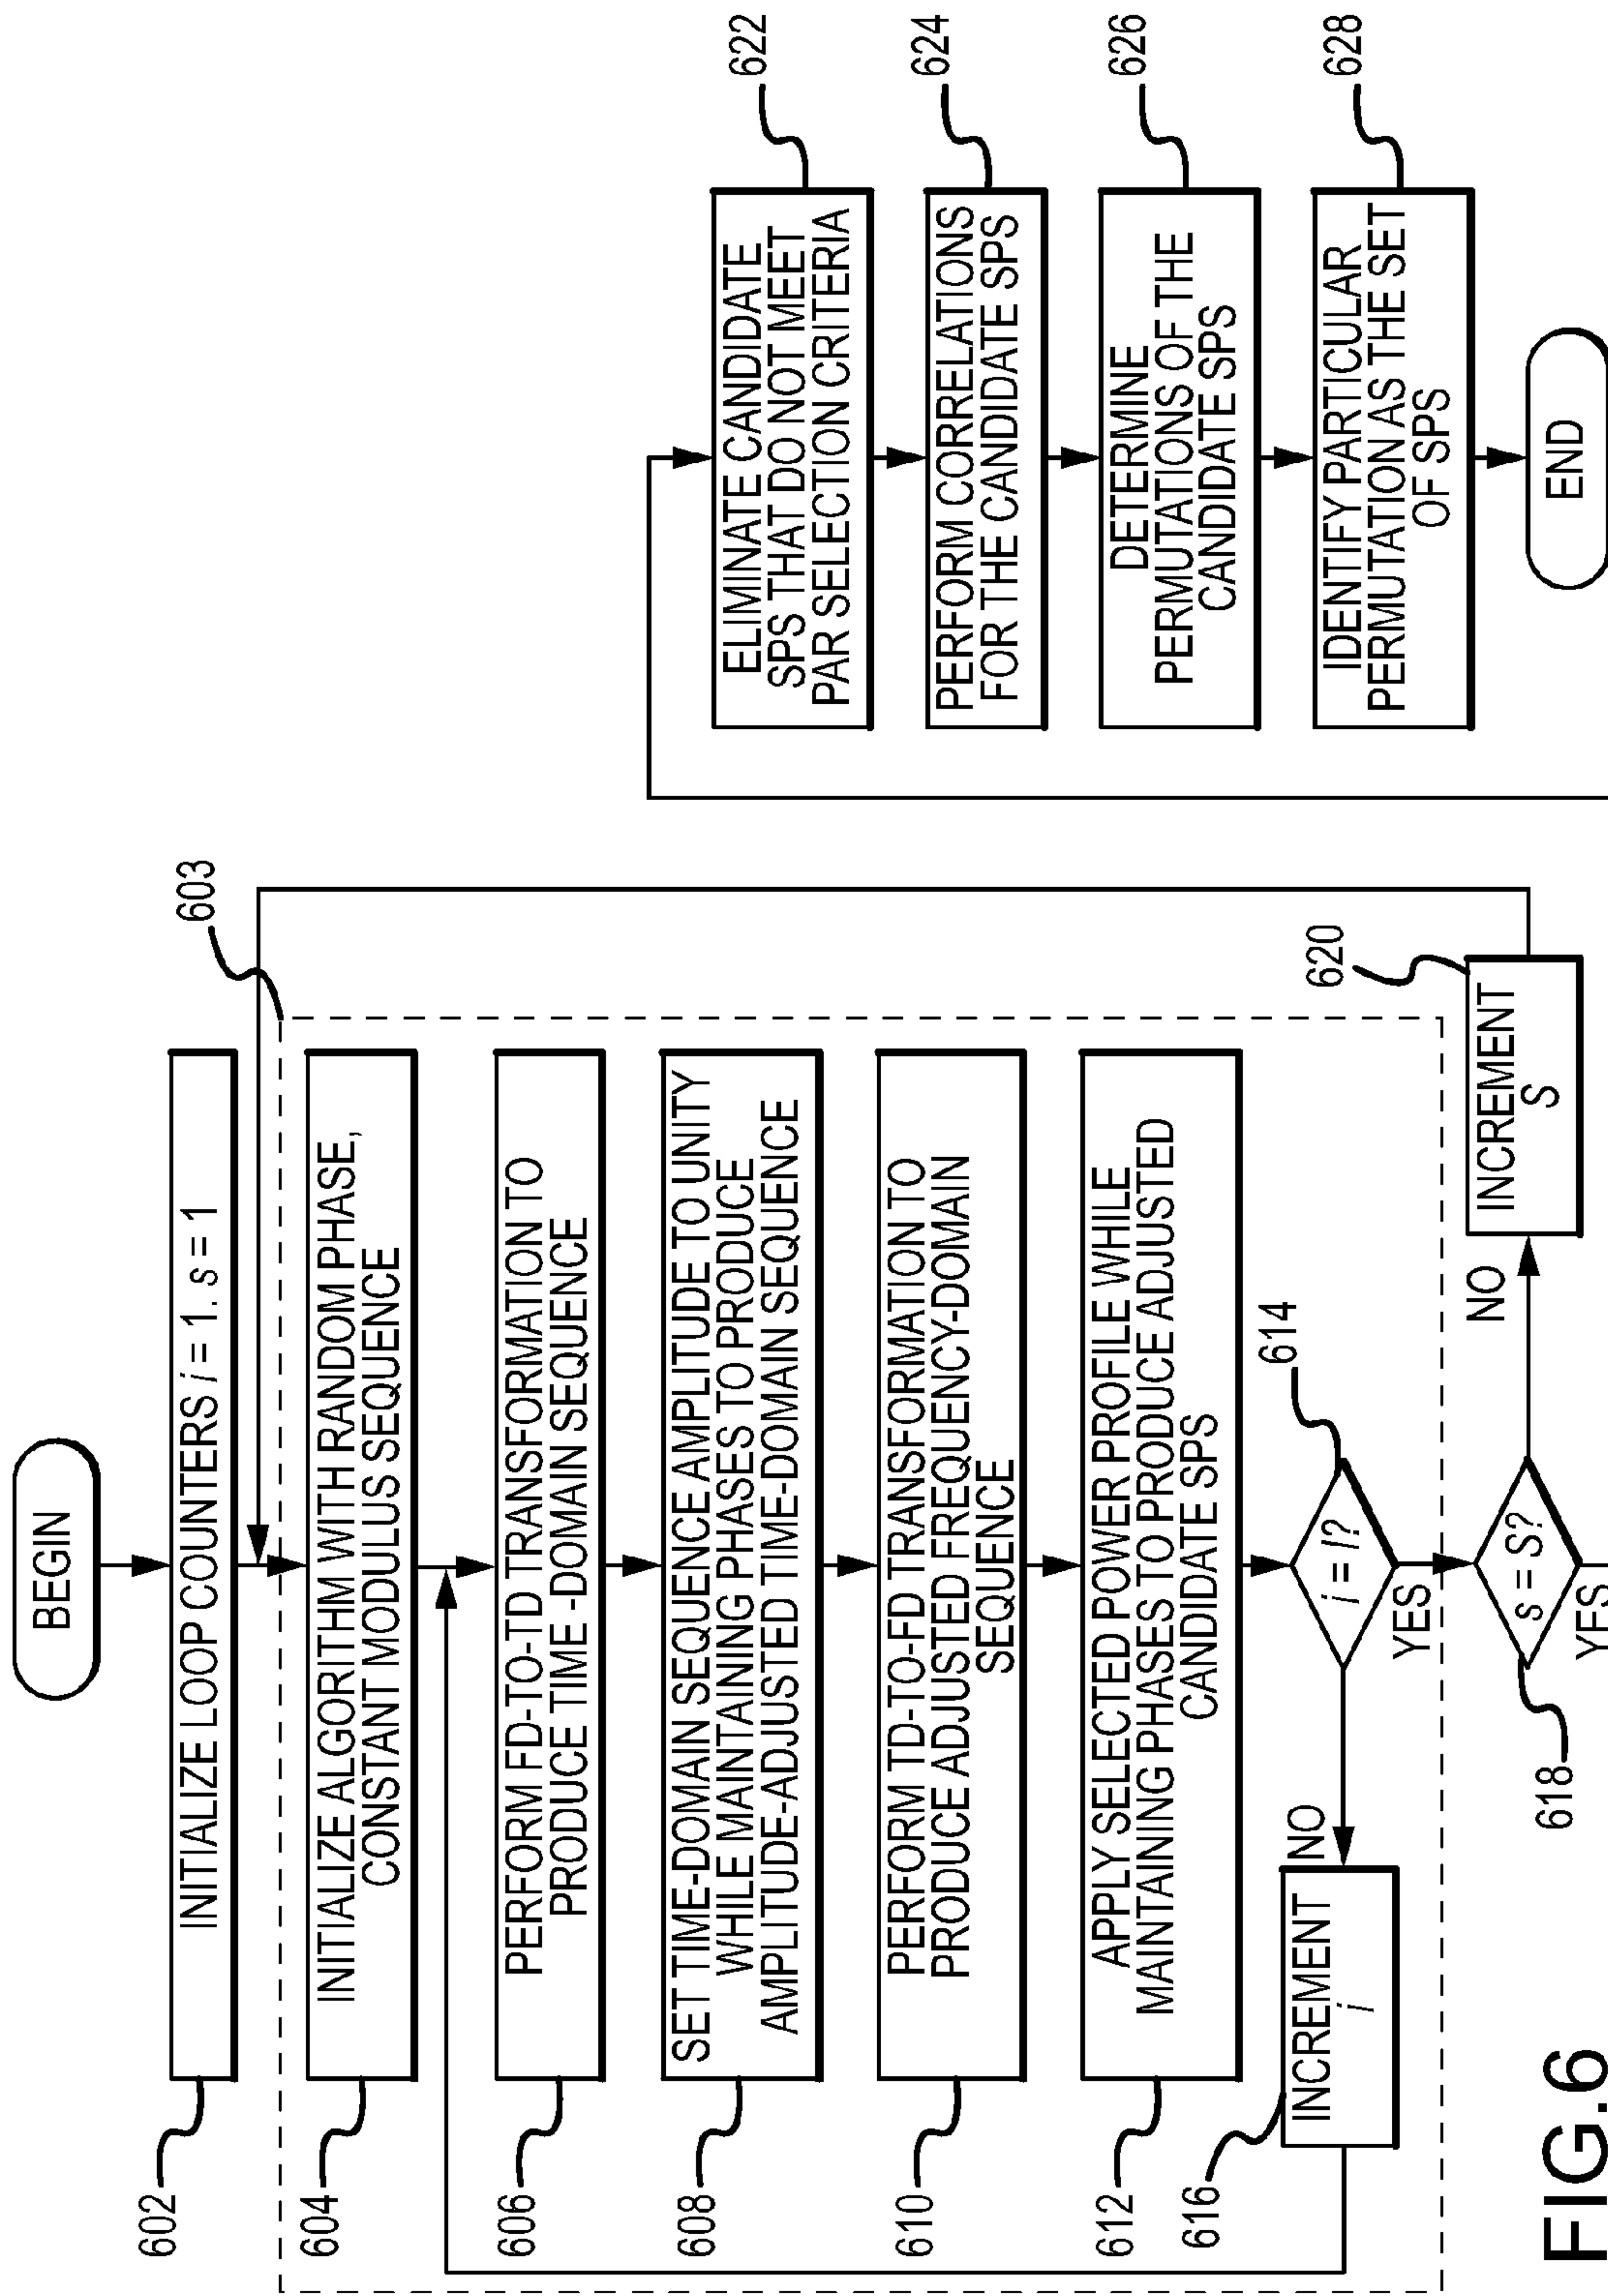 BEGIN
INITIALIZE LOOP COUNTERS i = 1. s = 1
602
603
INITIALIZE ALGORITHM WITH RANDOM PHASE,
CONSTANT MODULUS SEQUENCE
604
PERFORM FD-TO-TD TRANSFORMATION TO
PRODUCE TIME -DOMAIN SEQUENCE
606
SET TIME-DOMAIN SEQUENCE AMPLITUDE TO UNITY
WHILE MAINTAINING PHASES TO PRODUCE
AMPLITUDE-ADJUSTED TIME-DOMAIN SEQUENCE
608
PERFORM TD-TO-FD TRANSFORMATION TO
PRODUCE ADJUSTED FREQUENCY-DOMAIN
SEQUENCE
610
APPLY SELECTED POWER PROFILE WHILE
MAINTAINING PHASES TO PRODUCE ADJUSTED
CANDIDATE SPS
612
i = I?
614
NO
YES
INCREMENT
i
616
s = S?
618
NO
YES
INCREMENT
S
620
ELIMINATE CANDIDATE
SPS THAT DO NOT MEET
PAR SELECTION CRITERIA
622
PERFORM CORRELATIONS
FOR THE CANDIDATE SPS
624
DETERMINE
PERMUTATIONS OF THE
CANDIDATE SPS
626
IDENTIFY PARTICULAR
PERMUTATION AS THE SET
OF SPS
628
END
FIG.6